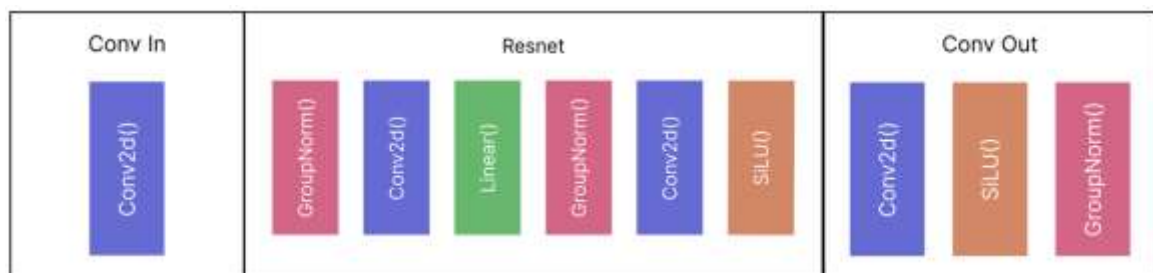 Conv In
Conv2d()
Resnet
GroupNorm()
Conv2d()
Linear()
GroupNorm()
Conv2d()
SiLU()
Conv Out
Conv2d()
SiLU()
GroupNorm()